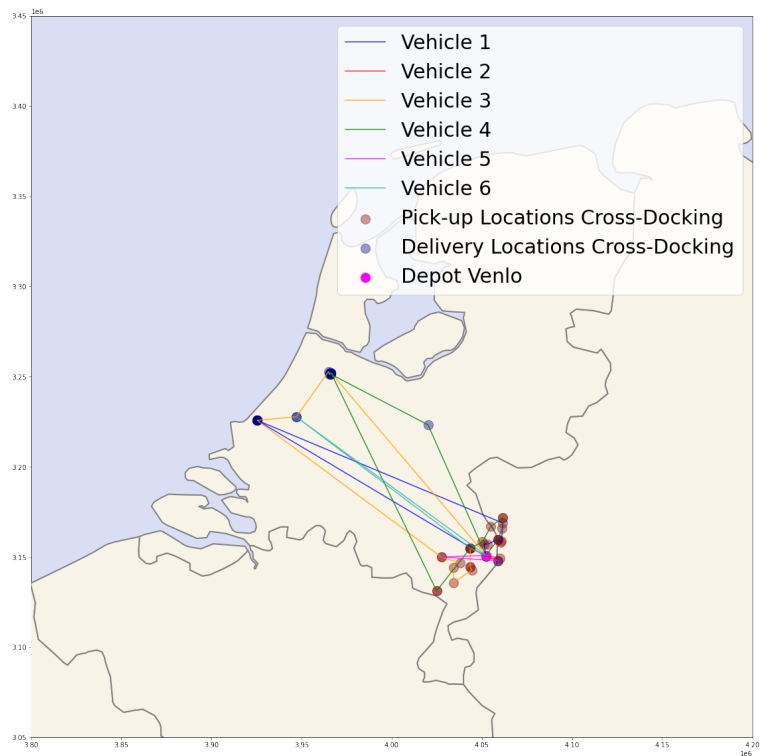 1e6
3.45
Vehicle 1
Vehicle 2
Vehicle 3
3.40
Vehicle 4
Vehicle 5
3.35
Vehicle 6
Pick-up Locations Cross-Docking
Delivery Locations Cross-Docking
Depot Venlo
3.30
3.25
3.20
3.15
3.10
3.05
3.80 3.85 3.90 3.95 4.00 4.05 4.10 4.15 4.20
1e6